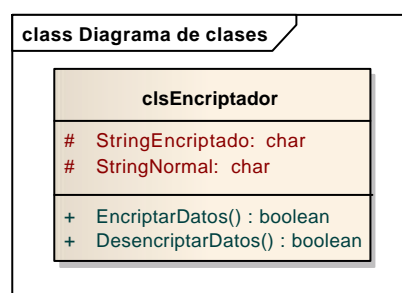 class Diagrama de clases
clsEncriptador
# StringEncriptado: char
# StringNormal: char
+ EncriptarDatos() : boolean
+ DesencriptarDatos() : boolean